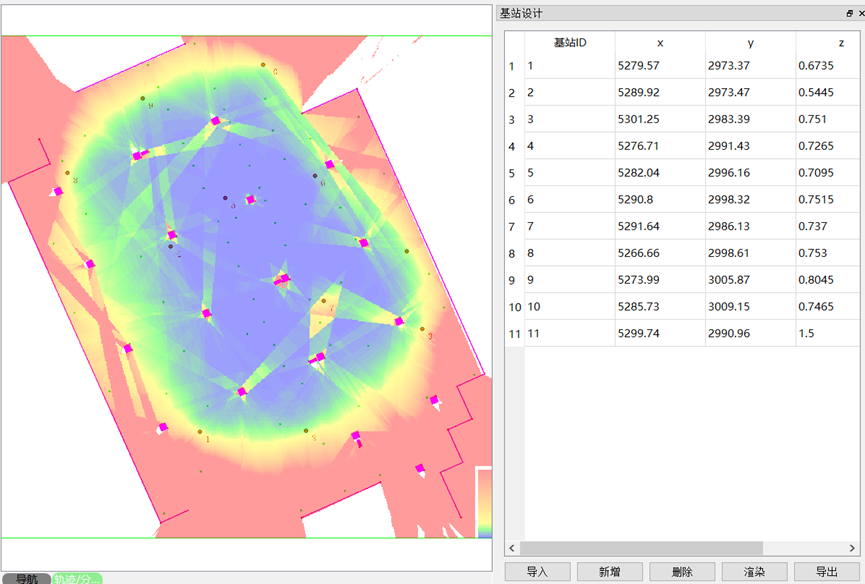 基站设计
基站ID x y z
1 1 5279.57 2973.37 0.6735
2 2 5289.92 2973.47 0.5445
3 3 5301.25 2983.39 0.751
4 4 5276.71 2991.43 0.7265
5 5 5282.04 2996.16 0.7095
6 6 5290.8 2998.32 0.7515
7 7 5291.64 2986.13 0.737
8 8 5266.66 2998.61 0.753
9 9 5273.99 3005.87 0.8045
10 10 5285.73 3009.15 0.7465
11 11 5299.74 2990.96 1.5
导入 新增 删除 渲染 导出
导航 轨迹/分...